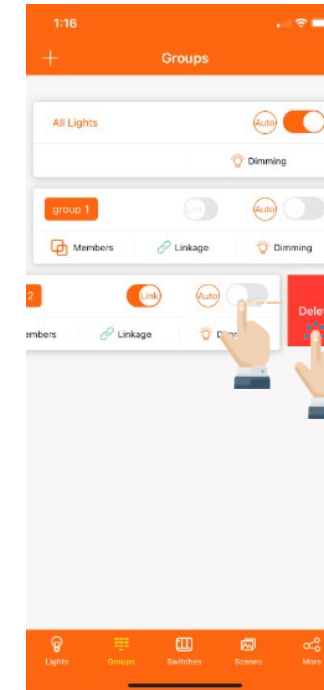 1:16
Groups
All Lights Auto
Dimming
group 1 Link Auto
Members Linkage Dimming
2 Link Auto
embers Linkage
Delet
Lights Groups Switches Scenes More